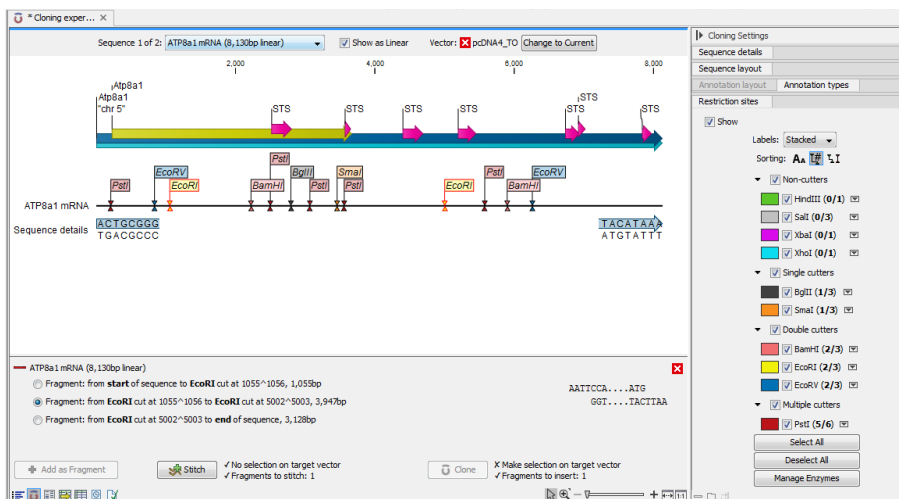 * Cloning exper... ×
Sequence 1 of 2: ATP8a1 mRNA (8,130bp linear) Show as Linear Vector: pcDNA4_TO Change to Current
2,000 4,000 6,000 8,000
Atp8a1
Atp8a1
"chr 5"
STS STS STS STS STS STS STS
PstI EcoRV EcoRI BamHI PstI BglII PstI SmaI PstI EcoRI PstI BamHI EcoRV
ATP8a1 mRNA
Sequence details
ACTGCGGG TACATAAA
TGACGCCC ATGTATTT
ATP8a1 mRNA (8,130bp linear)
Fragment: from start of sequence to EcoRI cut at 1055^1056, 1,055bp
Fragment: from EcoRI cut at 1055^1056 to EcoRI cut at 5002^5003, 3,947bp
Fragment: from EcoRI cut at 5002^5003 to end of sequence, 3,128bp
AATTCCA....ATG
GGT....TACTTAA
Add as Fragment
Stitch
✓ No selection on target vector
✓ Fragments to stitch: 1
Clone
✗ Make selection on target vector
✓ Fragments to insert: 1
1:1
Cloning Settings
Sequence details
Sequence layout
Annotation layout Annotation types
Restriction sites
Show
Labels: Stacked
Sorting:
Non-cutters
HindIII (0/1)
SalI (0/3)
XbaI (0/1)
XhoI (0/1)
Single cutters
BglII (1/3)
SmaI (1/3)
Double cutters
BamHI (2/3)
EcoRI (2/3)
EcoRV (2/3)
Multiple cutters
PstI (5/6)
Select All
Deselect All
Manage Enzymes